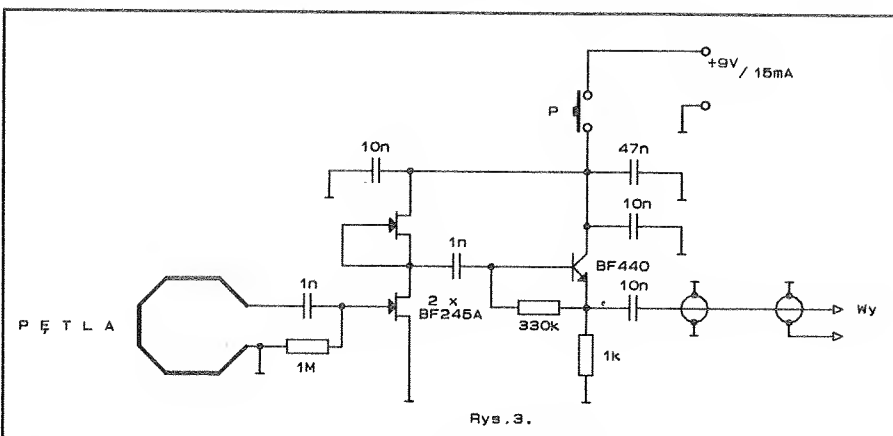 +9V / 15mA
P
10n
47n
10n
1n
BF440
1n
2 x
BF245A
10n
330k
Wy
PĘTLA
1M
1k
Rys.3.